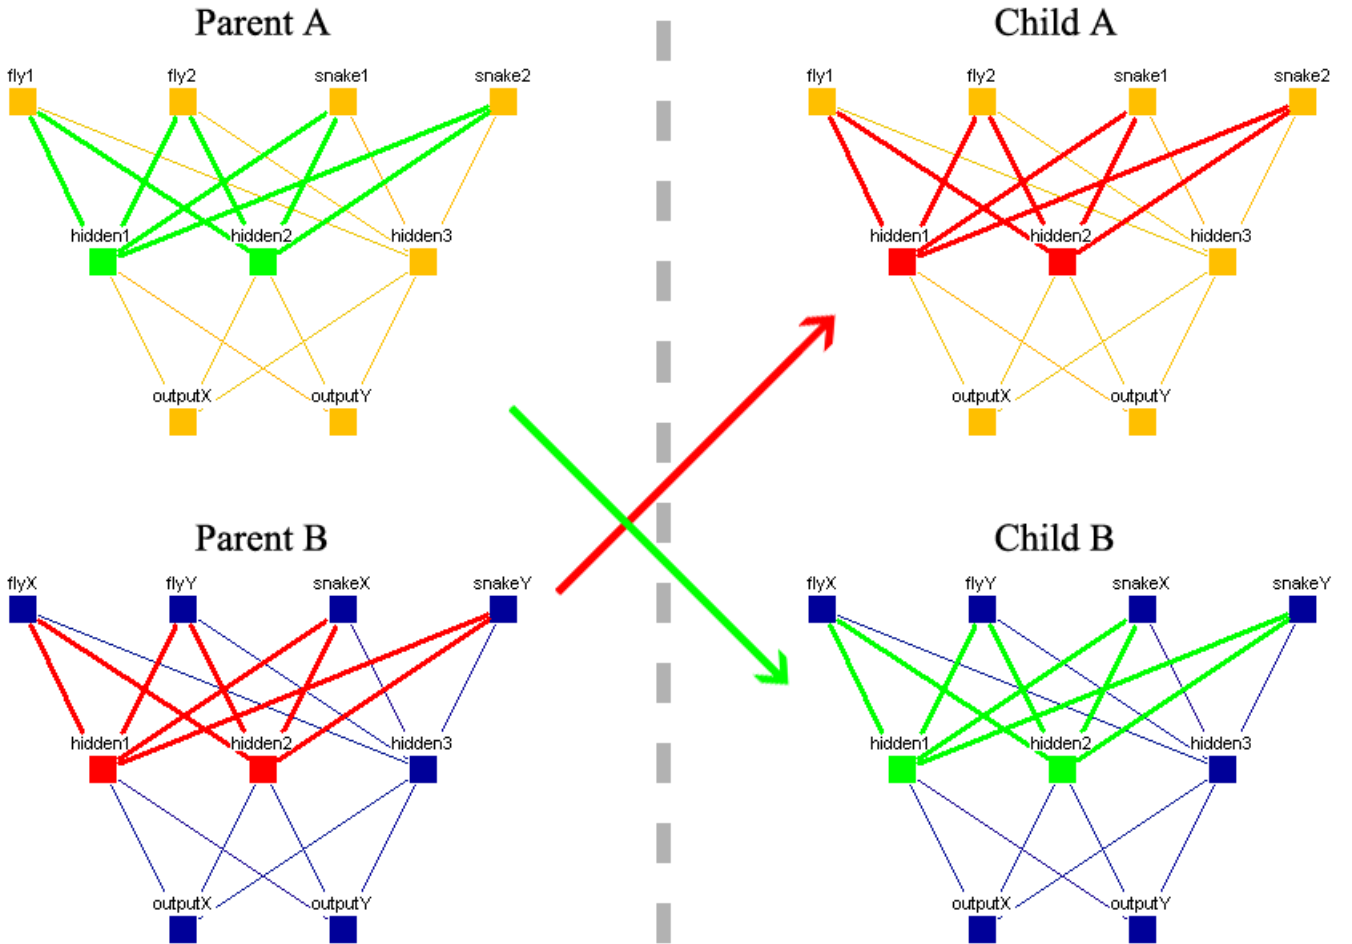 Parent A
Child A
fly1 fly2 snake1 snake2
fly1 fly2 snake1 snake2
hidden1 hidden2 hidden3
hidden1 hidden2 hidden3
outputX outputY
outputX outputY
Parent B
Child B
flyX flyY snakeX snakeY
flyX flyY snakeX snakeY
hidden1 hidden2 hidden3
hidden1 hidden2 hidden3
outputX outputY
outputX outputY